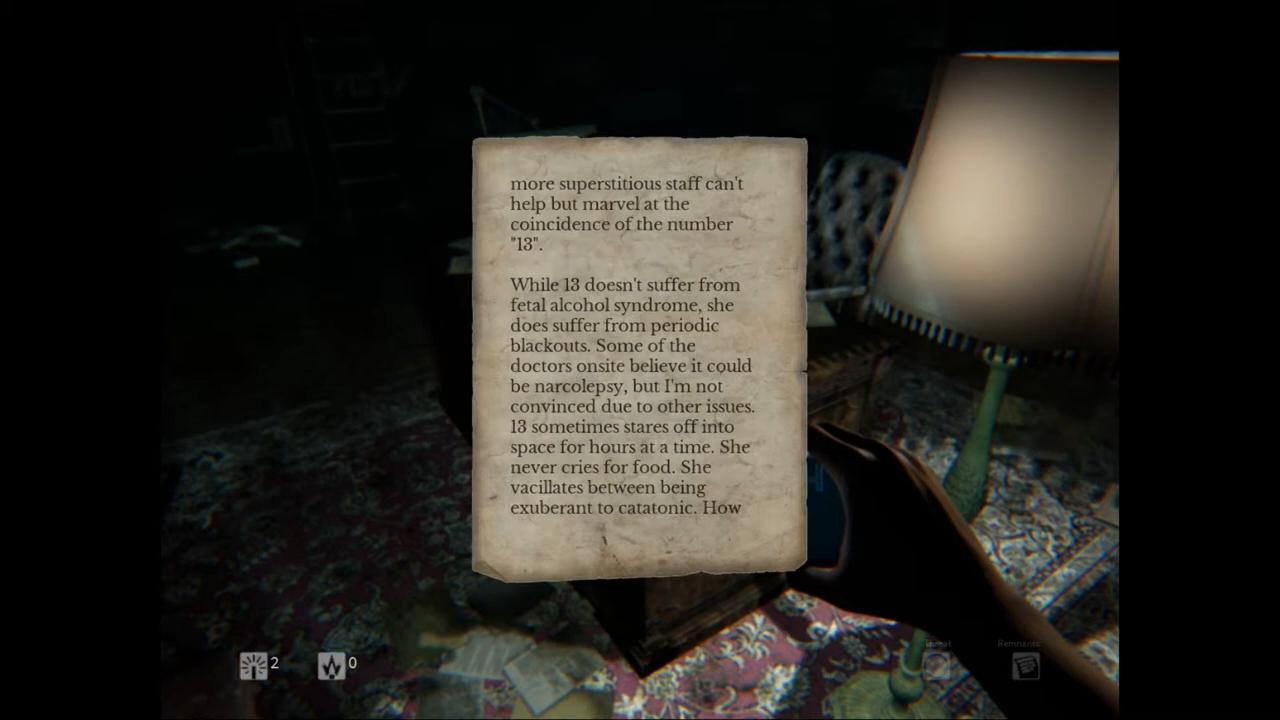 more superstitious staff can't
help but marvel at the
coincidence of the number
"13".
While 13 doesn't suffer from
fetal alcohol syndrome, she
does suffer from periodic
blackouts. Some of the
doctors onsite believe it could
be narcolepsy, but I'm not
convinced due to other issues.
13 sometimes stares off into
space for hours at a time. She
never cries for food. She
vacillates between being
exuberant to catatonic. How
2
0
Remnants